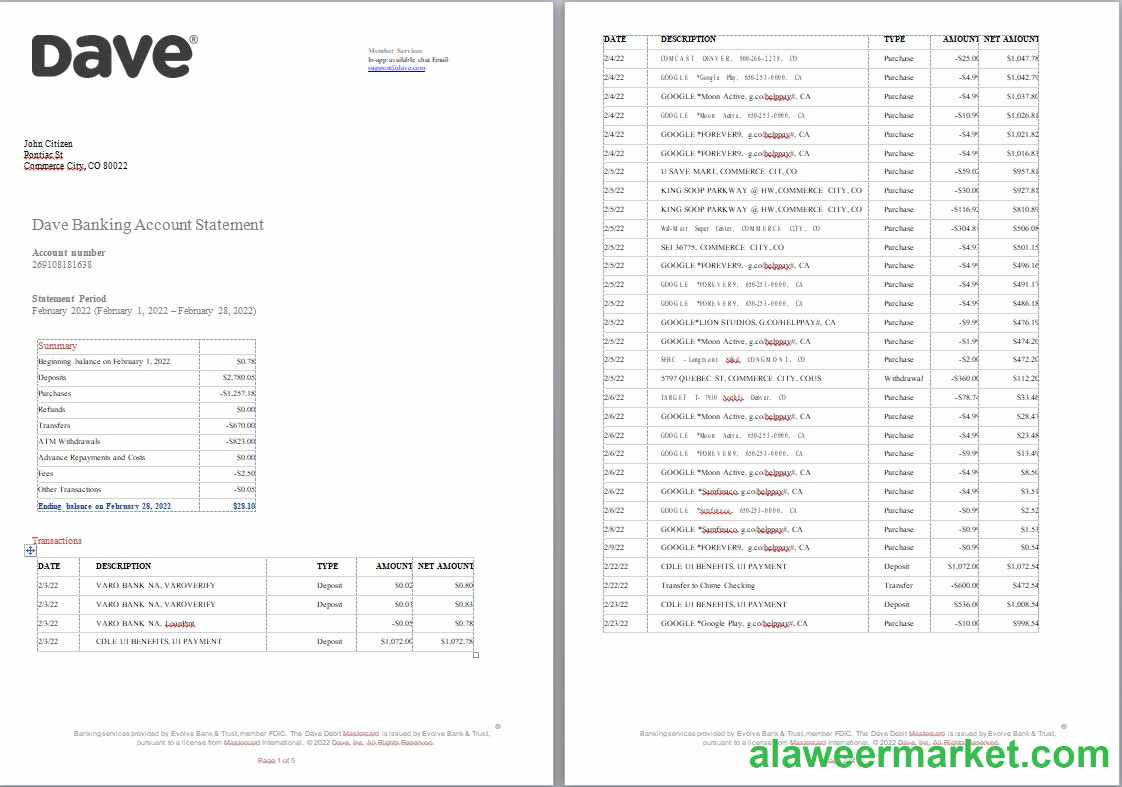 Dave®
Member Services
In-app: available chat Email:
support@dave.com
John Citizen
Pontiac St
Commerce City, CO 80022
Dave Banking Account Statement
Account number
269108181638
Statement Period
February 2022 (February 1, 2022 – February 28, 2022)
Summary
Beginning balance on February 1, 2022 $0.78
Deposits $2,780.05
Purchases -$1,257.18
Refunds $0.00
Transfers -$670.00
ATM Withdrawals -$823.00
Advance Repayments and Costs $0.00
Fees -$2.50
Other Transactions -$0.05
Ending balance on February 28, 2022 $28.10
Transactions
DATE DESCRIPTION TYPE AMOUNT NET AMOUNT
2/3/22 VARO BANK NA, VAROVERIFY Deposit $0.02 $0.80
2/3/22 VARO BANK NA, VAROVERIFY Deposit $0.03 $0.83
2/3/22 VARO BANK NA, -$0.05 $0.78
2/3/22 CDLE UI BENEFITS, UI PAYMENT Deposit $1,072.00 $1,072.78
Banking services provided by Evolve Bank & Trust, member FDIC. The Dave Debit Mastercard is issued by Evolve Bank & Trust,
pursuant to a license from Mastercard International. © 2022 Dave, Inc. All Rights Reserved.
Page 1 of 5
DATE DESCRIPTION TYPE AMOUNT NET AMOUNT
2/4/22 COMCAST DENVER, 800-266-2278, CO Purchase -$25.00 $1,047.78
2/4/22 GOOGLE *Google Play, 650-253-0000, CA Purchase -$4.99 $1,042.79
2/4/22 GOOGLE *Moon Active, g.co/helppay#, CA Purchase -$4.99 $1,037.80
2/4/22 GOOGLE *Moon Active, 650-253-0000, CA Purchase -$10.99 $1,026.81
2/4/22 GOOGLE *FOREVER9, g.co/helppay#, CA Purchase -$4.99 $1,021.82
2/4/22 GOOGLE *FOREVER9, g.co/helppay#, CA Purchase -$4.99 $1,016.83
2/5/22 U SAVE MART, COMMERCE CIT, CO Purchase -$59.02 $957.81
2/5/22 KING SOOP PARKWAY @ HW,COMMERCE CITY, CO Purchase -$30.00 $927.81
2/5/22 KING SOOP PARKWAY @ HW,COMMERCE CITY, CO Purchase -$116.92 $810.89
2/5/22 Wal-Mart Super Center, COMMERCE CITY, CO Purchase -$304.81 $506.08
2/5/22 SEI 36775, COMMERCE CITY, CO Purchase -$4.93 $501.15
2/5/22 GOOGLE *FOREVER9, g.co/helppay#, CA Purchase -$4.99 $496.16
2/5/22 GOOGLE *FOREVER9, 650-253-0000, CA Purchase -$4.99 $491.17
2/5/22 GOOGLE *FOREVER9, 650-253-0000, CA Purchase -$4.99 $486.18
2/5/22 GOOGLE*LION STUDIOS, G.CO/HELPPAY#, CA Purchase -$9.99 $476.19
2/5/22 GOOGLE *Moon Active, g.co/helppay#, CA Purchase -$1.99 $474.20
2/5/22 Longmont LONGMONT, CO Purchase -$2.00 $472.20
2/5/22 5797 QUEBEC ST, COMMERCE CITY, COUS Withdrawal -$360.00 $112.20
2/6/22 TARGET T- 7930 Northfie, Denver, CO Purchase -$78.74 $33.46
2/6/22 GOOGLE *Moon Active, g.co/helppay#, CA Purchase -$4.99 $28.47
2/6/22 GOOGLE *Moon Active, 650-253-0000, CA Purchase -$4.99 $23.48
2/6/22 GOOGLE *FOREVER9, 650-253-0000, CA Purchase -$9.99 $13.49
2/6/22 GOOGLE *Moon Active, g.co/helppay#, CA Purchase -$4.99 $8.50
2/6/22 GOOGLE *Samfinaco, g.co/helppay#, CA Purchase -$4.99 $3.51
2/6/22 GOOGLE *Samfinaco, 650-253-0000, CA Purchase -$0.99 $2.52
2/8/22 GOOGLE *Samfinaco, g.co/helppay#, CA Purchase -$0.99 $1.53
2/9/22 GOOGLE *FOREVER9, g.co/helppay#, CA Purchase -$0.99 $0.54
2/22/22 CDLE UI BENEFITS, UI PAYMENT Deposit $1,072.00 $1,072.54
2/22/22 Transfer to Chime Checking Transfer -$600.00 $472.54
2/23/22 CDLE UI BENEFITS, UI PAYMENT Deposit $536.00 $1,008.54
2/23/22 GOOGLE *Google Play, g.co/helppay#, CA Purchase -$10.00 $998.54
Banking services provided by Evolve Bank & Trust, member FDIC. The Dave Debit Mastercard is issued by Evolve Bank & Trust,
pursuant to a license from Mastercard International. © 2022 Dave, Inc. All Rights Reserved.
alaweermarket.com